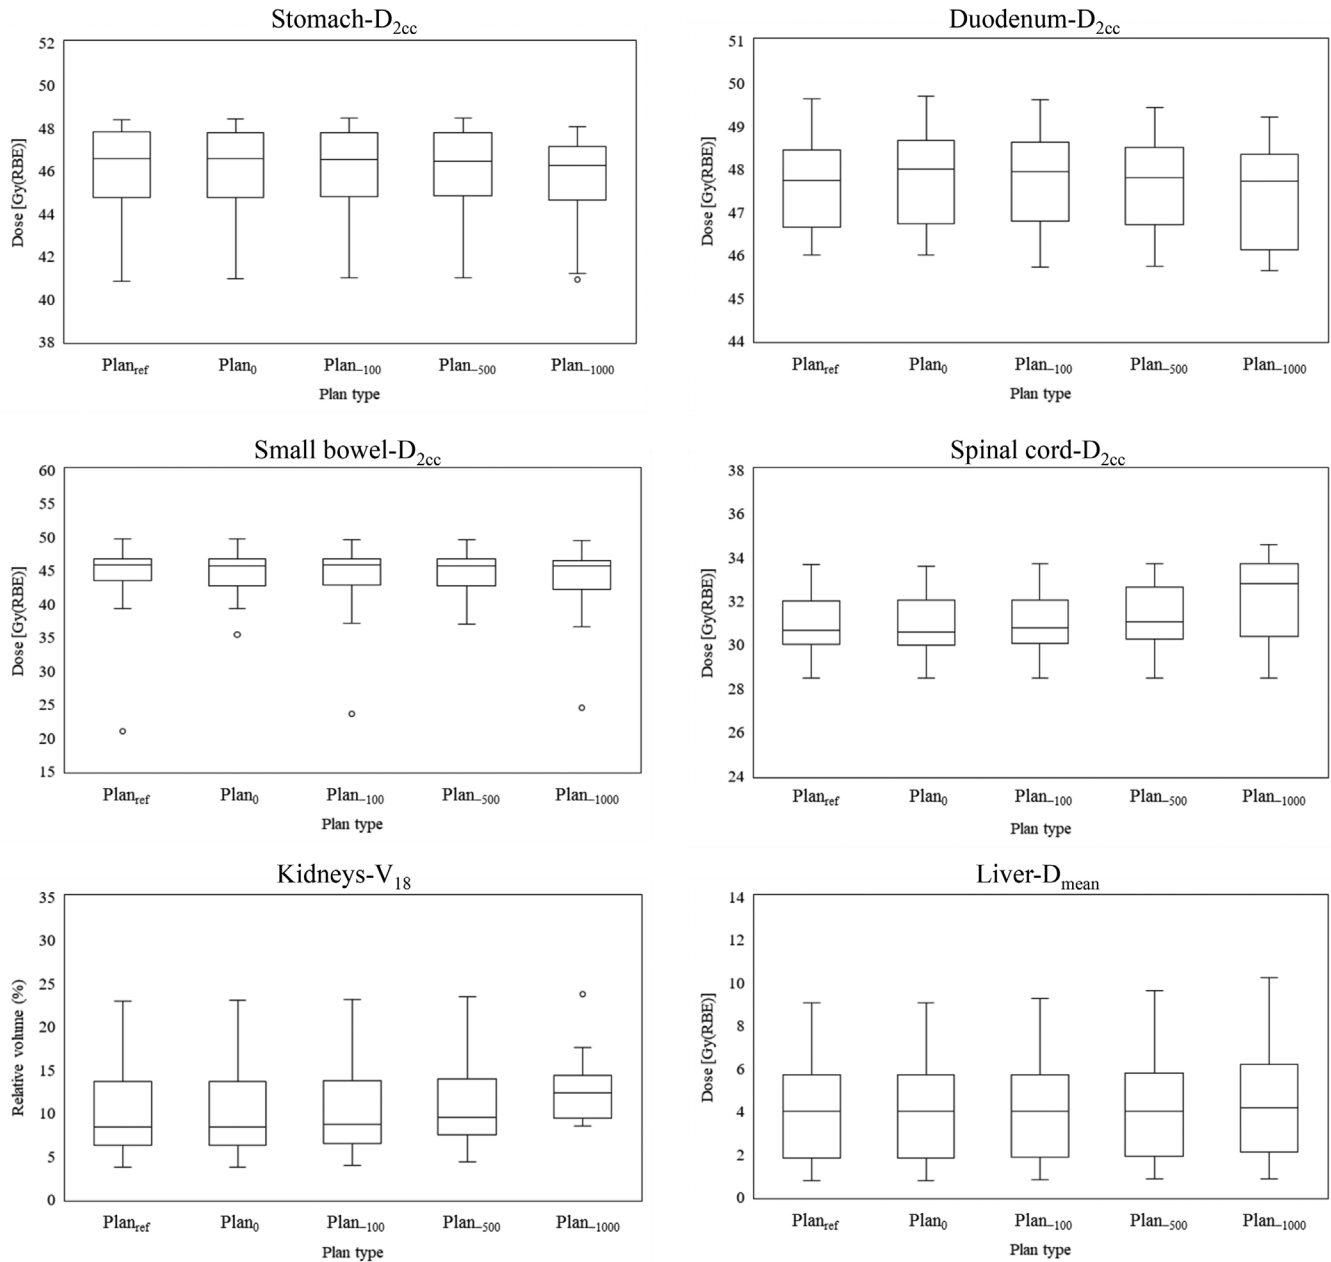 Stomach-D2cc
52
50
48
46
44
42
40
38
Dose [Gy(RBE)]
Planref Plan0 Plan−100 Plan−500 Plan−1000
Plan type
Duodenum-D2cc
51
50
49
48
47
46
45
44
Dose [Gy(RBE)]
Planref Plan0 Plan−100 Plan−500 Plan−1000
Plan type
Small bowel-D2cc
60
55
50
45
40
35
30
25
20
15
Dose [Gy(RBE)]
Planref Plan0 Plan−100 Plan−500 Plan−1000
Plan type
Spinal cord-D2cc
38
36
34
32
30
28
26
24
Dose [Gy(RBE)]
Planref Plan0 Plan−100 Plan−500 Plan−1000
Plan type
Kidneys-V18
35
30
25
20
15
10
5
0
Relative volume (%)
Planref Plan0 Plan−100 Plan−500 Plan−1000
Plan type
Liver-Dmean
14
12
10
8
6
4
2
0
Dose [Gy(RBE)]
Planref Plan0 Plan−100 Plan−500 Plan−1000
Plan type